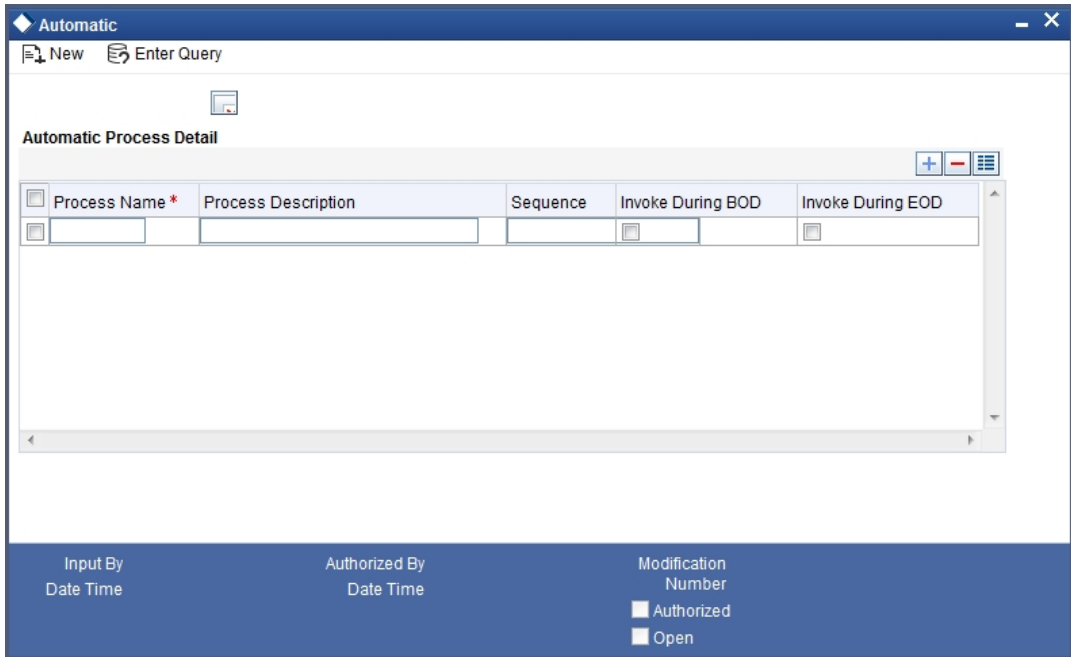 Automatic
New Enter Query
Automatic Process Detail
Process Name * Process Description Sequence Invoke During BOD Invoke During EOD
Input By Authorized By Modification
Number
Date Time Date Time
Authorized
Open